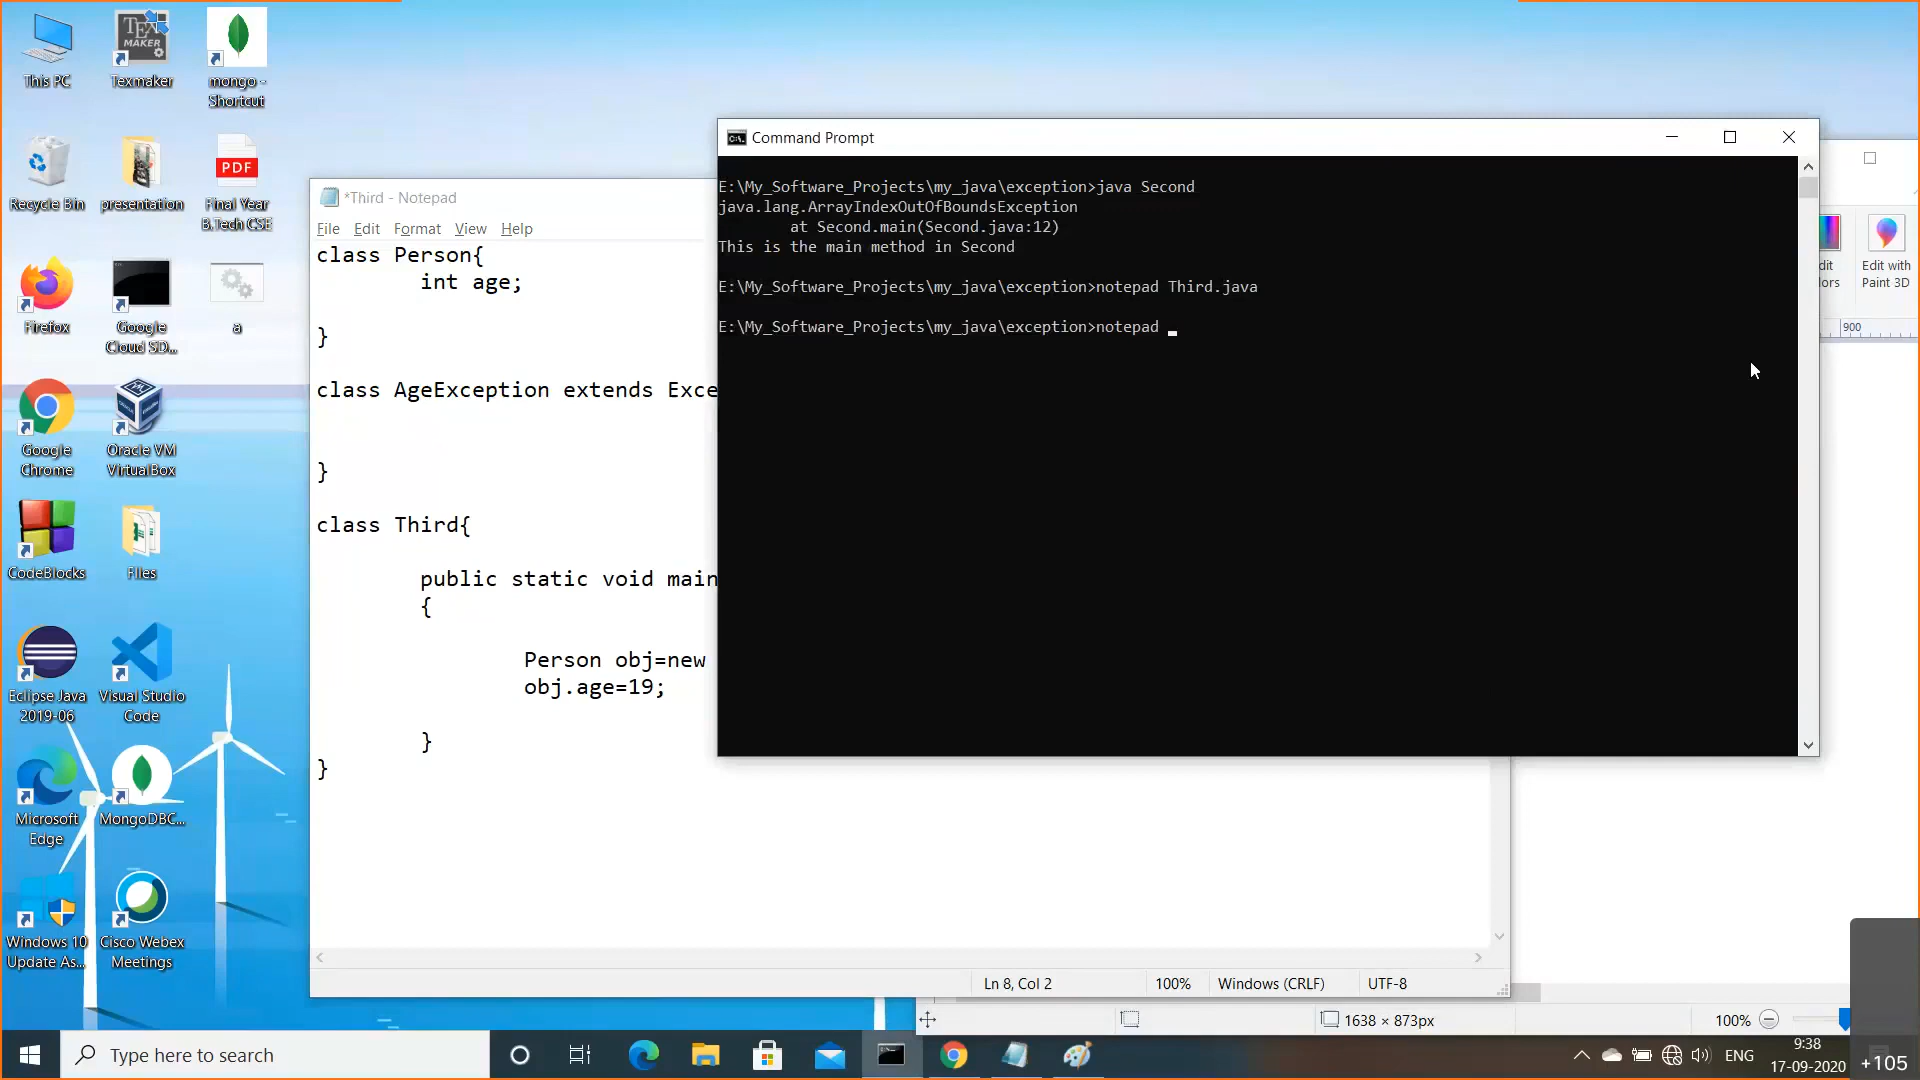 This PC
Texmaker
mongo -
Shortcut
TEX
MAKER
Recycle Bin
presentation
PDF
Final Year
B.Tech CSE
Firefox
Google
Cloud SD...
a
Google
Chrome
Oracle VM
VirtualBox
CodeBlocks
Files
Eclipse Java
2019-06
Visual Studio
Code
Microsoft
Edge
MongoDBC...
Windows 10
Update As...
Cisco Webex
Meetings
*Third - Notepad
File Edit Format View Help
class Person{
int age;
}
class AgeException extends Exce
}
class Third{
public static void main
{
Person obj=new
obj.age=19;
}
}
Ln 8, Col 2
100%
Windows (CRLF)
UTF-8
Command Prompt
E:\My_Software_Projects\my_java\exception>java Second
java.lang.ArrayIndexOutOfBoundsException
at Second.main(Second.java:12)
This is the main method in Second
E:\My_Software_Projects\my_java\exception>notepad Third.java
E:\My_Software_Projects\my_java\exception>notepad
dit
lors
Edit with
Paint 3D
900
1638 × 873px
100%
Type here to search
ENG
9:38
17-09-2020
+105